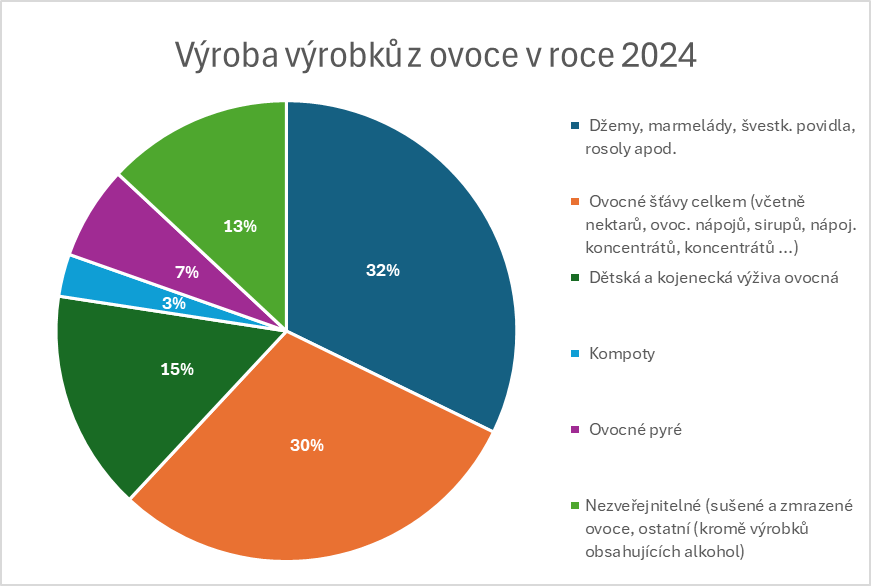 Výroba výrobků z ovoce v roce 2024
32%
30%
15%
3%
7%
13%
Džemy, marmelády, švestk. povidla,
rosoly apod.
Ovocné šťávy celkem (včetně
nektarů, ovoc. nápojů, sirupů, nápoj.
koncentrátů, koncentrátů ...)
Dětská a kojenecká výživa ovocná
Kompoty
Ovocné pyré
Nezveřejnitelné (sušené a zmrazené
ovoce, ostatní (kromě výrobků
obsahujících alkohol)